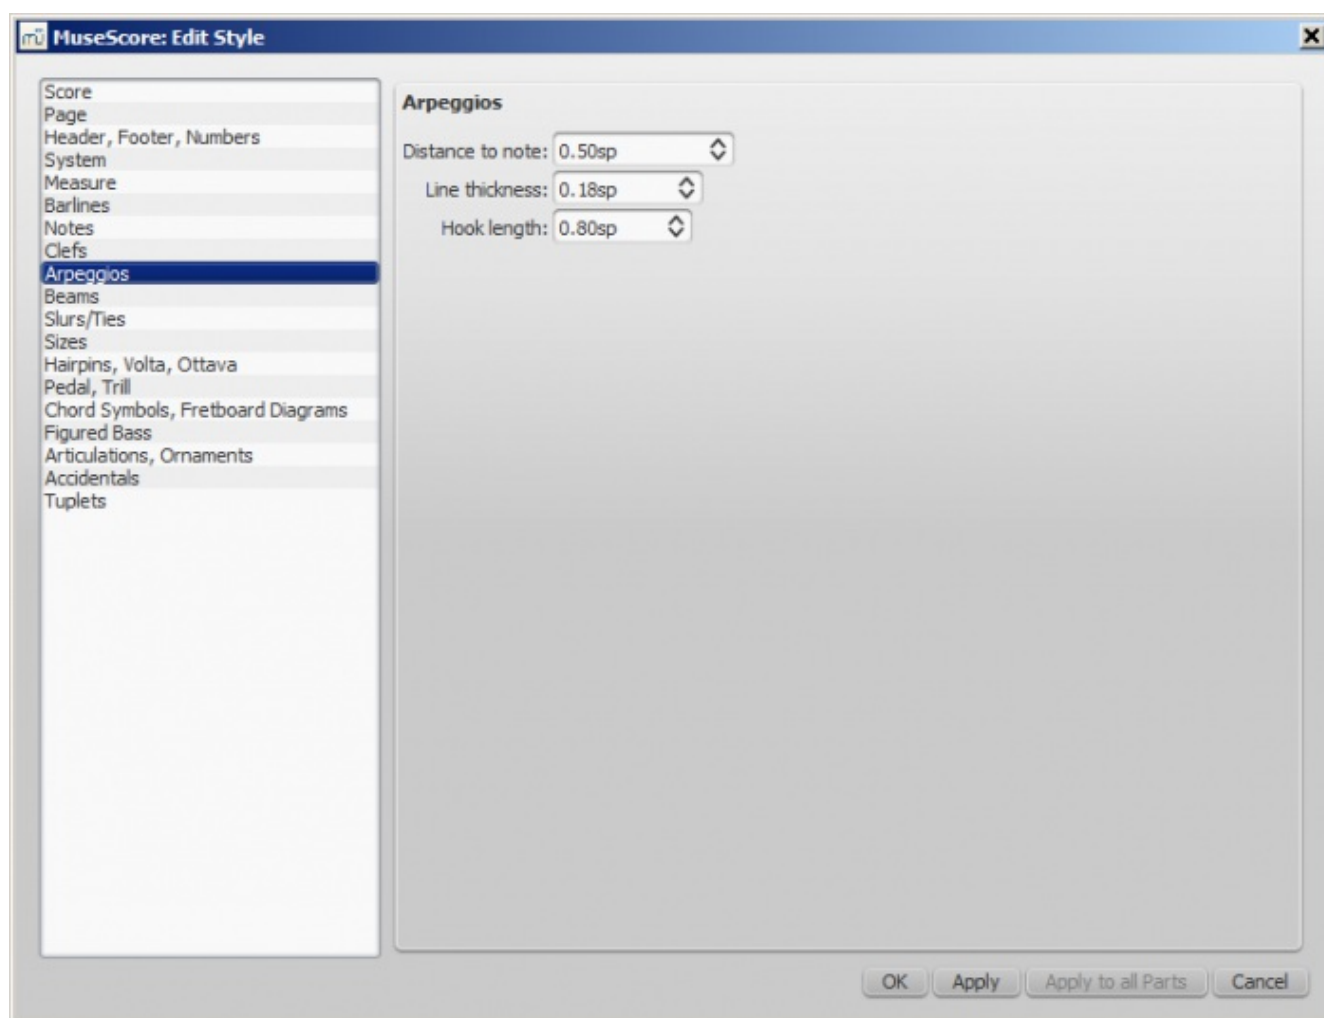 mü MuseScore: Edit Style
Score
Page
Header, Footer, Numbers
System
Measure
Barlines
Notes
Clefs
Arpeggios
Beams
Slurs/Ties
Sizes
Hairpins, Volta, Ottava
Pedal, Trill
Chord Symbols, Fretboard Diagrams
Figured Bass
Articulations, Ornaments
Accidentals
Tuplets
Arpeggios
Distance to note: 0.50sp
Line thickness: 0.18sp
Hook length: 0.80sp
OK Apply Apply to all Parts Cancel